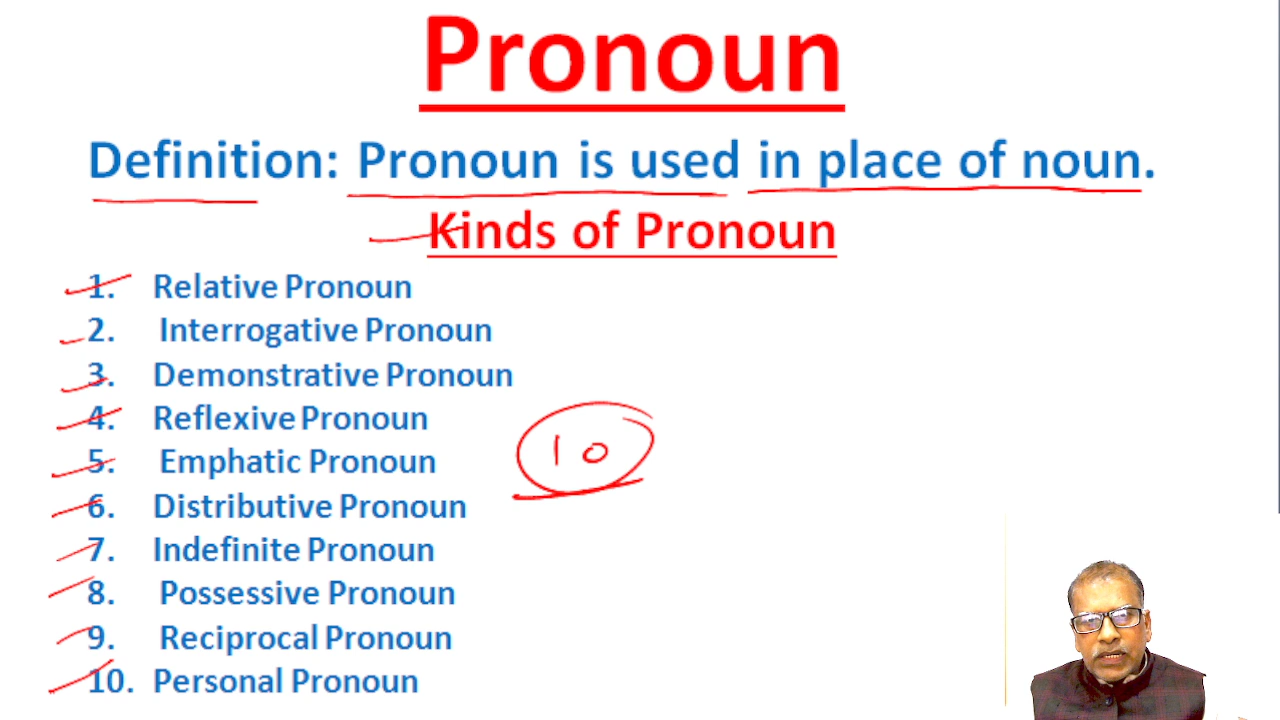 Pronoun
Definition: Pronoun is used in place of noun.
Kinds of Pronoun
1. Relative Pronoun
2. Interrogative Pronoun
3. Demonstrative Pronoun
4. Reflexive Pronoun
10
5. Emphatic Pronoun
6. Distributive Pronoun
7. Indefinite Pronoun
8. Possessive Pronoun
9. Reciprocal Pronoun
10. Personal Pronoun